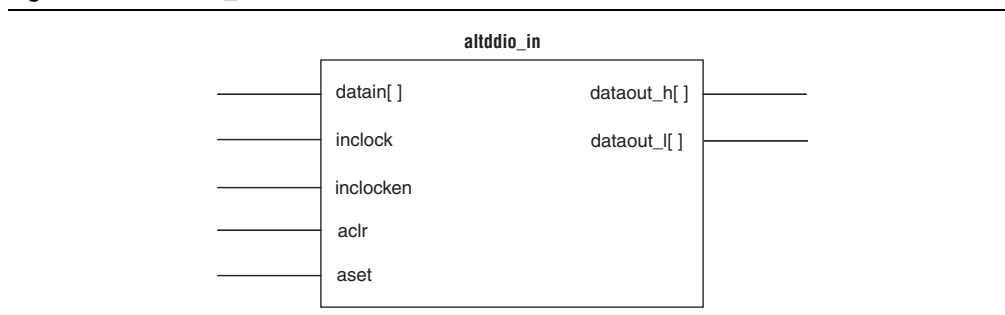 altddio_in
datain[ ]
dataout_h[ ]
inclock
dataout_l[ ]
inclocken
aclr
aset